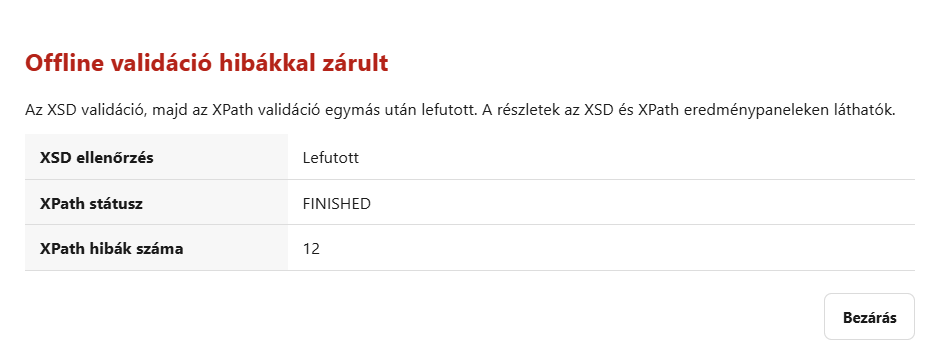 Offline validáció hibákkal zárult
Az XSD validáció, majd az XPath validáció egymás után lefutott. A részletek az XSD és XPath eredménypaneleken láthatók.
XSD ellenőrzés Lefutott
XPath státusz FINISHED
XPath hibák száma 12
Bezárás